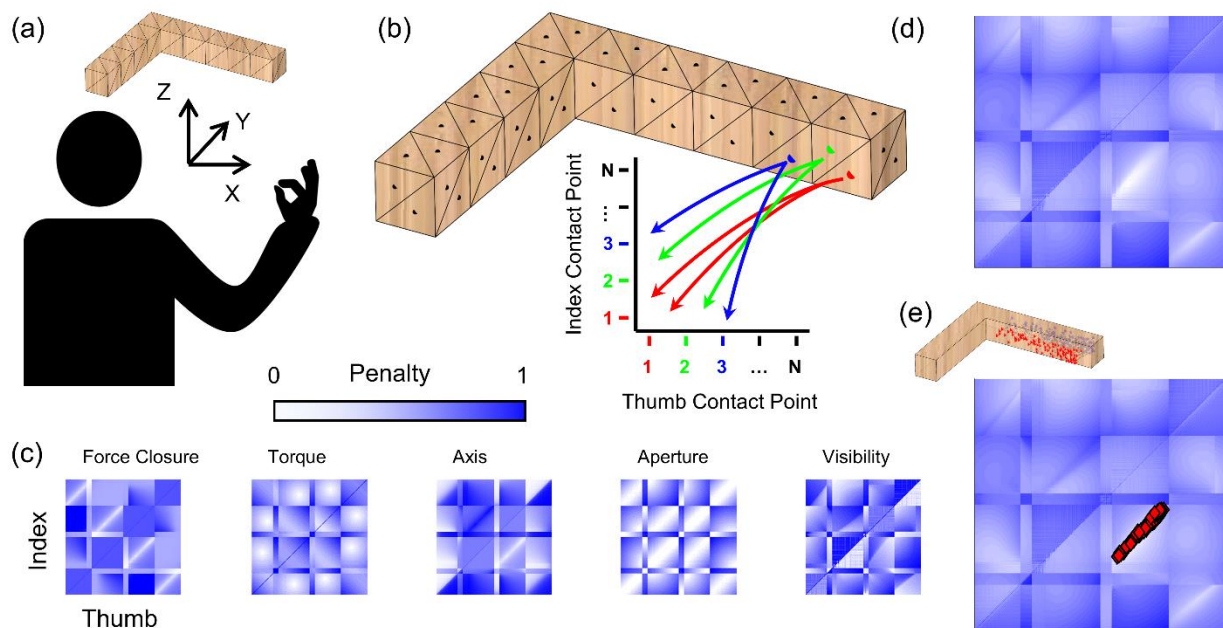 (a)
Z
Y
X
(b)
N
...
3
2
1
Index Contact Point
1 2 3 ... N
Thumb Contact Point
0 Penalty 1
(c)
Force Closure Torque Axis Aperture Visibility
Index
Thumb
(d)
(e)